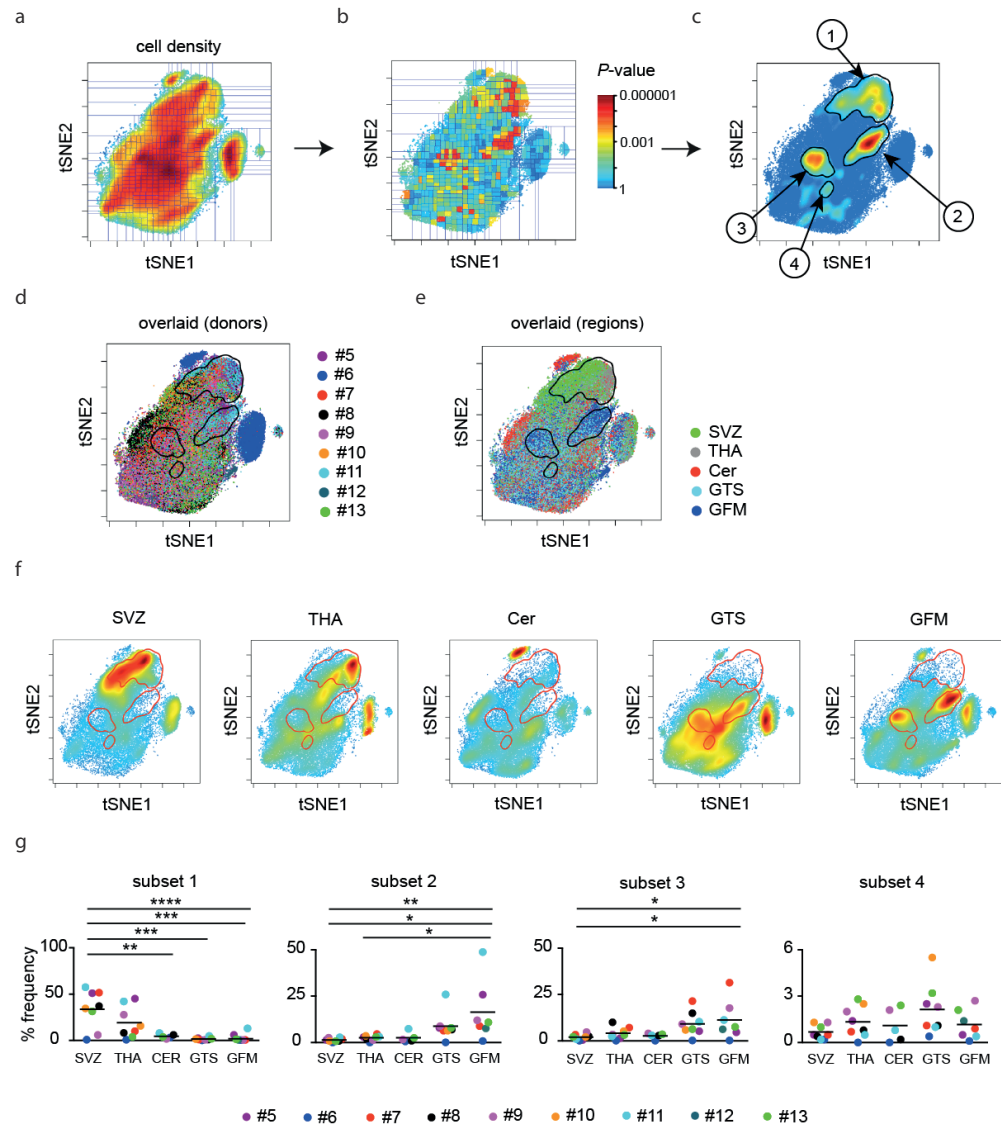 a
b
c
cell density
tSNE2
tSNE1
tSNE2
tSNE1
P-value
0.000001
0.001
1
1
2
3
4
tSNE1
d
e
overlaid (donors)
tSNE2
tSNE1
#5
#6
#7
#8
#9
#10
#11
#12
#13
overlaid (regions)
tSNE2
tSNE1
SVZ
THA
Cer
GTS
GFM
f
SVZ
THA
Cer
GTS
GFM
tSNE2
tSNE2
tSNE2
tSNE2
tSNE2
tSNE1
tSNE1
tSNE1
tSNE1
tSNE1
g
subset 1
****
***
***
**
% frequency
100
50
0
SVZ THA CER GTS GFM
subset 2
**
*
*
50
25
0
SVZ THA CER GTS GFM
subset 3
*
*
50
25
0
SVZ THA CER GTS GFM
subset 4
6
3
0
SVZ THA CER GTS GFM
#5 #6 #7 #8 #9 #10 #11 #12 #13